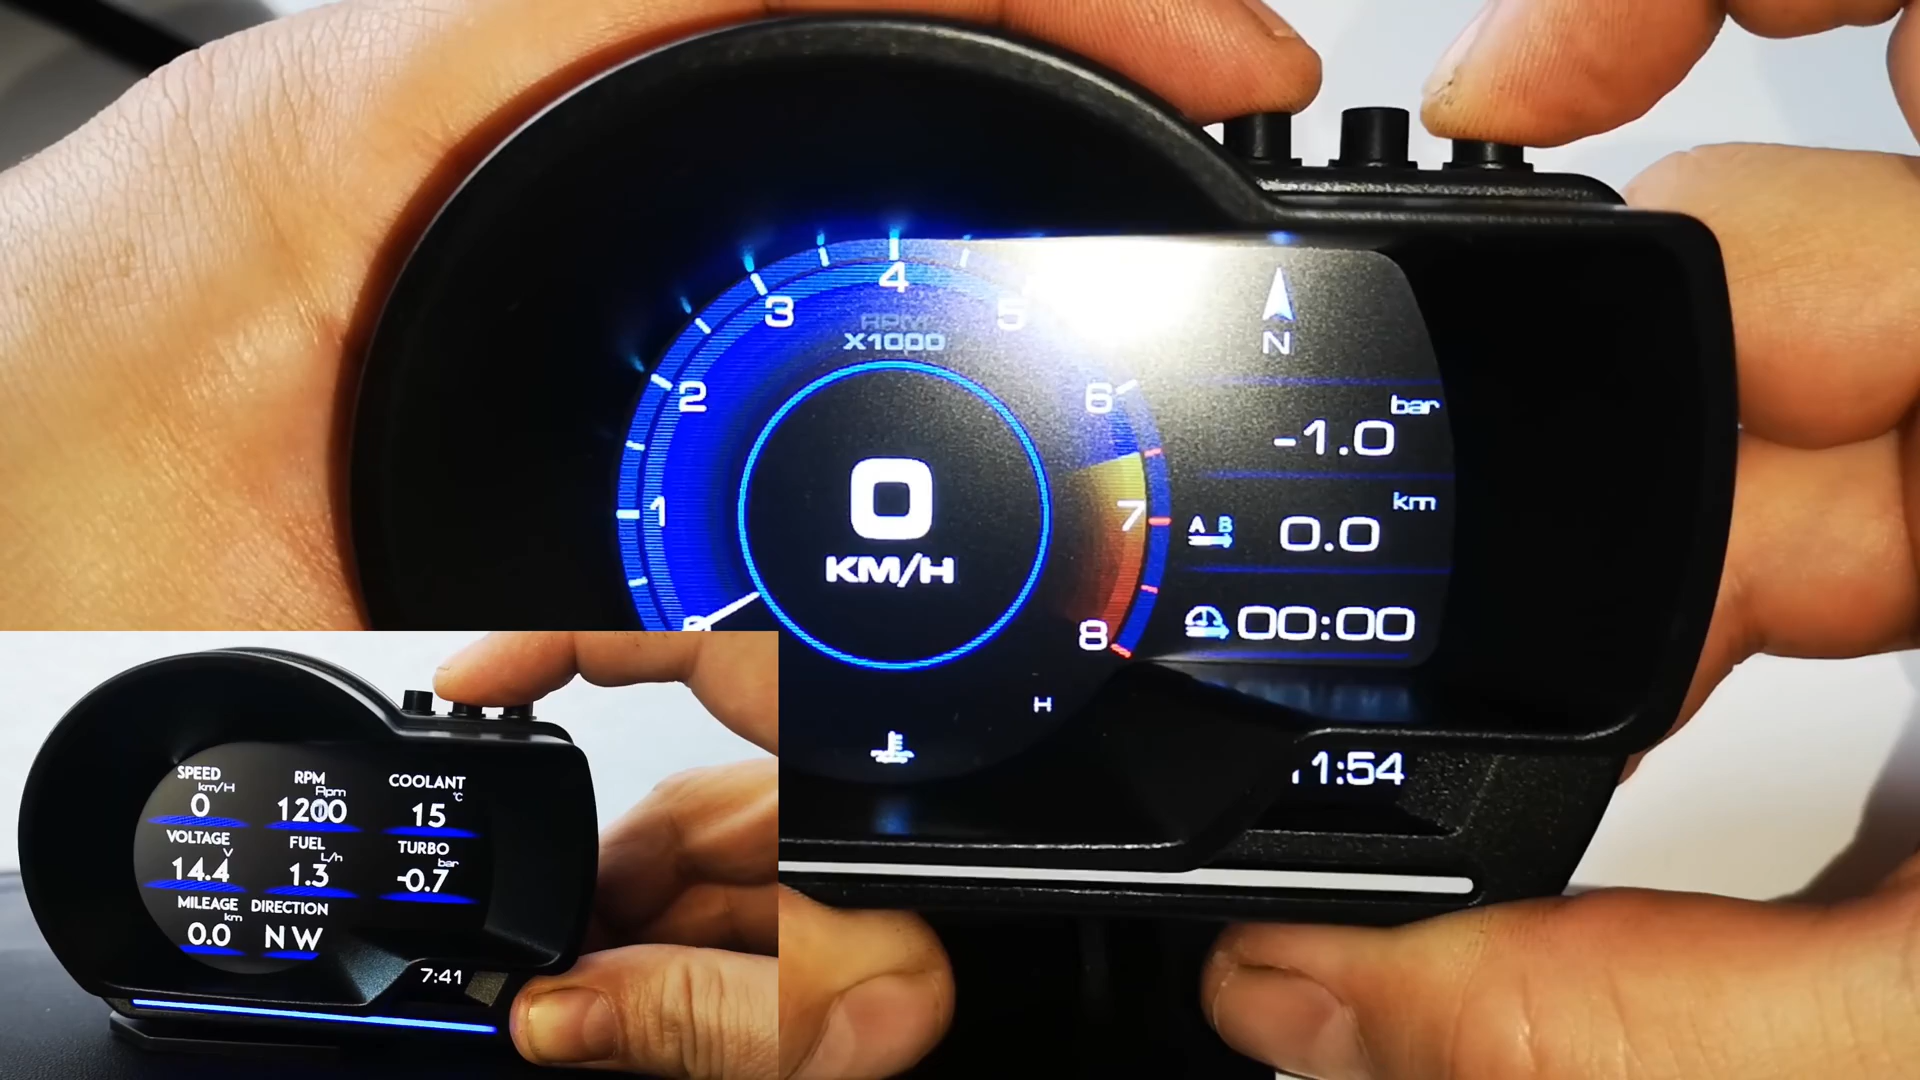 4
3
5
RPM
X1000
2
6
1
7
0
KM/H
8
H
N
bar
-1.0
km
A B
0.0
00:00
1:54
SPEED
km/H
0
RPM
Rpm
COOLANT
°C
15
VOLTAGE
V
14.4
FUEL
L/h
1.3
TURBO
bar
-0.7
MILEAGE
km
0.0
DIRECTION
NW
7:41